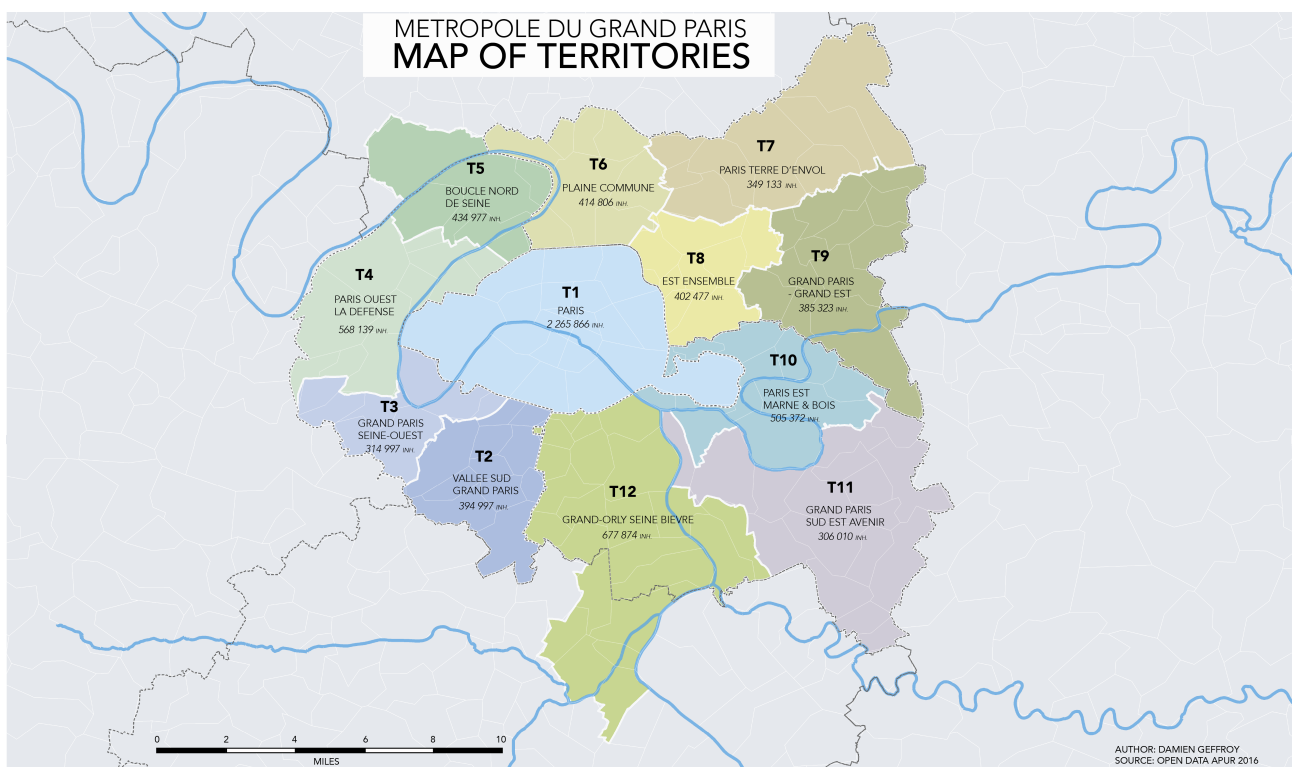 METROPOLE DU GRAND PARIS
MAP OF TERRITORIES
T7
PARIS TERRE D'ENVOL
349 133 INH.
T6
PLAINE COMMUNE
414 806 INH.
T5
BOUCLE NORD
DE SEINE
434 977 INH.
T8
EST ENSEMBLE
402 477 INH.
T9
GRAND PARIS
- GRAND EST
385 323 INH.
T4
PARIS OUEST
LA DEFENSE
568 139 INH.
T1
PARIS
2 265 866 INH.
T10
PARIS EST
MARNE & BOIS
505 372 INH.
T3
GRAND PARIS
SEINE-OUEST
314 997 INH.
T2
VALLEE SUD
GRAND PARIS
394 997 INH.
T12
GRAND-ORLY SEINE BIEVRE
677 874 INH.
T11
GRAND PARIS
SUD EST AVENIR
306 010 INH.
0 2 4 6 8 10
MILES
AUTHOR: DAMIEN GEFFROY
SOURCE: OPEN DATA APUR 2016